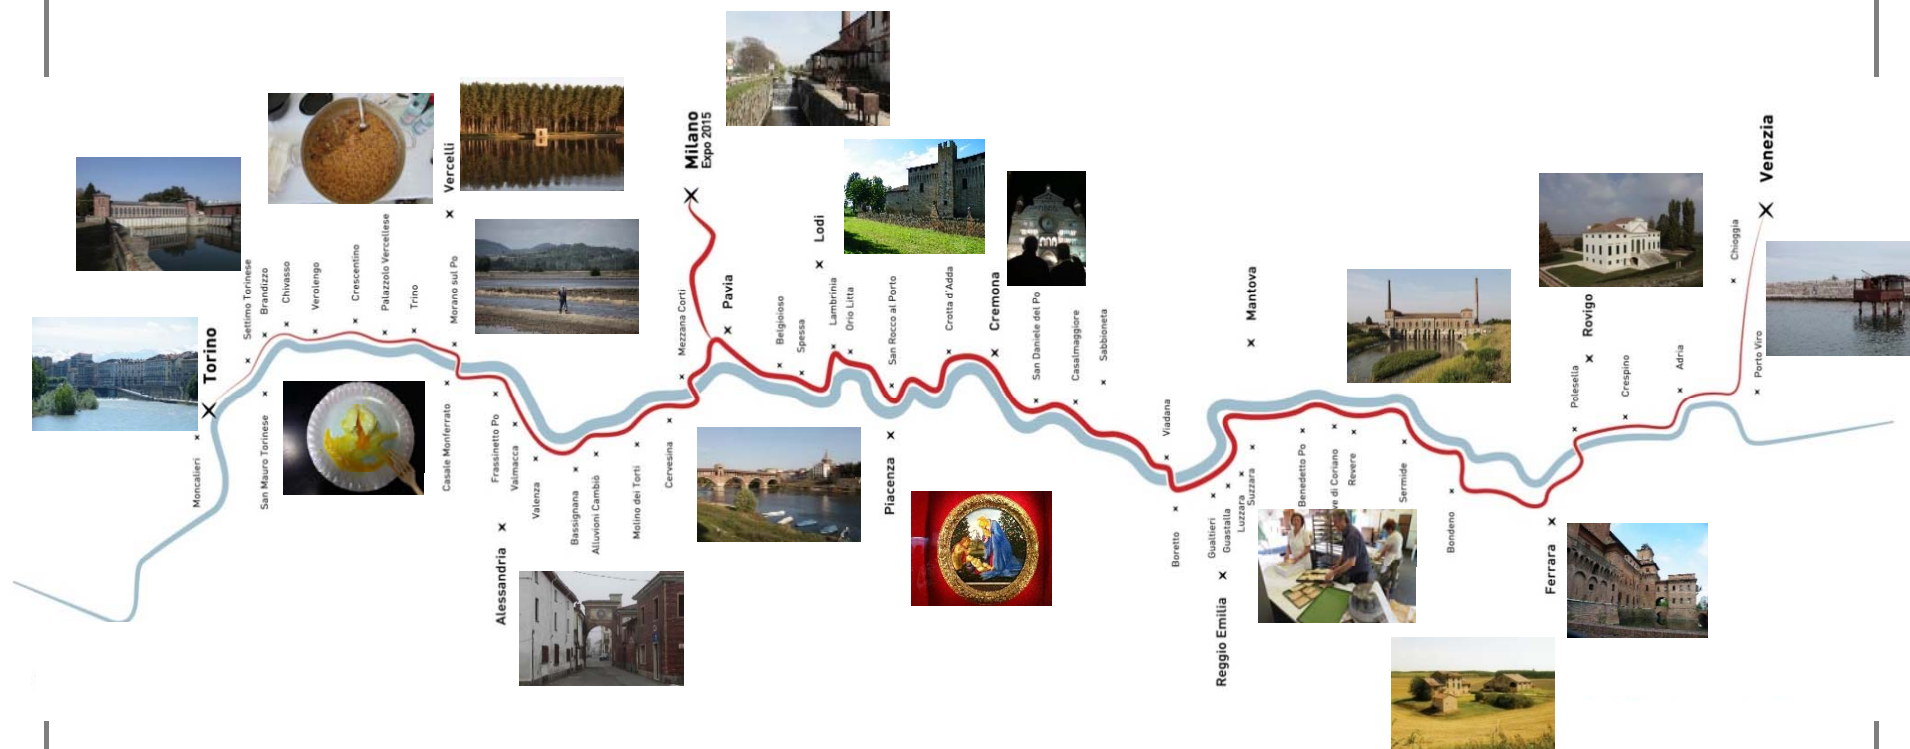 Torino
Moncalieri
Settimo Torinese
San Mauro Torinese
Brandizzo
Chivasso
Verolengo
Crescentino
Palazzolo Vercellese
Trino
Vercelli
Morano sul Po
Casale Monferrato
Frassinetto Po
Valmacca
Alessandria
Valenza
Bassignana
Alluvioni Cambiò
Molino dei Torti
Cervesina
Mezzana Corti
Milano
Expo 2015
Pavia
Belgioioso
Spessa
Lodi
Lambrinia
Orio Litta
San Rocco al Porto
Piacenza
Crotta d'Adda
Cremona
San Daniele del Po
Casalmaggiore
Sabbioneta
Viadana
Boretto
Gualtieri
Guastalla
Reggio Emilia
Luzzara
Suzzara
Mantova
Benedetto Po
ve di Coriano
Revere
Sermide
Bondeno
Ferrara
Polesella
Rovigo
Crespino
Adria
Chioggia
Porto Viro
Venezia